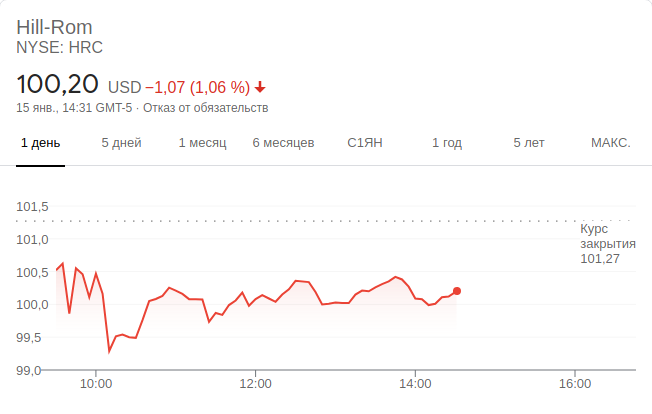 Hill-Rom
NYSE: HRC
100,20 USD −1,07 (1,06 %)
15 янв., 14:31 GMT-5 · Отказ от обязательств
1 день 5 дней 1 месяц 6 месяцев С1ЯН 1 год 5 лет МАКС.
101,5
Курс
закрытия
101,27
101,0
100,5
100,0
99,5
99,0
10:00 12:00 14:00 16:00